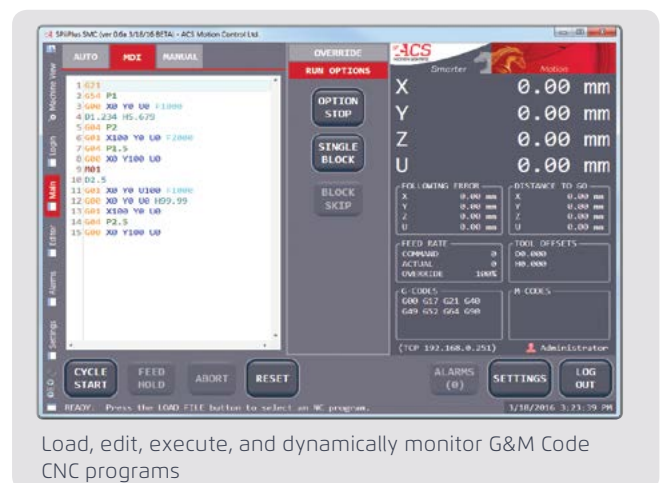 SPiiPlus SMC (ver 0.6a 3/18/16 BETA) - ACS Motion Control Ltd.
AUTO MDI MANUAL
OVERRIDE
RUN OPTIONS
OPTION STOP
SINGLE BLOCK
BLOCK SKIP
Machine View
Login
Main
Editor
Alarms
Settings
1 G21
2 G54 P1
3 G00 X0 Y0 U0 F1000
4 D1.234 H5.679
5 G04 P2
6 G01 X100 Y0 U0 F2000
7 G04 P1.5
8 G00 X0 Y100 U0
9 M01
10 D2.5
11 G01 X0 Y0 U100 F1000
12 G00 X0 Y0 U0 H99.99
13 G01 X100 Y0 U0
14 G04 P2.5
15 G00 X0 Y100 U0
ACS
MOTION CONTROL
Smarter Motion
X 0.00 mm
Y 0.00 mm
Z 0.00 mm
U 0.00 mm
FOLLOWING ERROR
X 0.00 mm
Y 0.00 mm
Z 0.00 mm
U 0.00 mm
DISTANCE TO GO
X 0.00 mm
Y 0.00 mm
Z 0.00 mm
U 0.00 mm
FEED RATE
COMMAND 0
ACTUAL 0
OVERRIDE 100%
TOOL OFFSETS
D0.000
H0.000
G-CODES
G00 G17 G21 G40
G49 G52 G64 G90
M-CODES
(TCP 192.168.0.251) Administrator
CYCLE START
FEED HOLD
ABORT
RESET
ALARMS (0)
SETTINGS
LOG OUT
READY: Press the LOAD FILE button to select an NC program.
3/18/2016 3:23:39 PM
Load, edit, execute, and dynamically monitor G&M Code
CNC programs